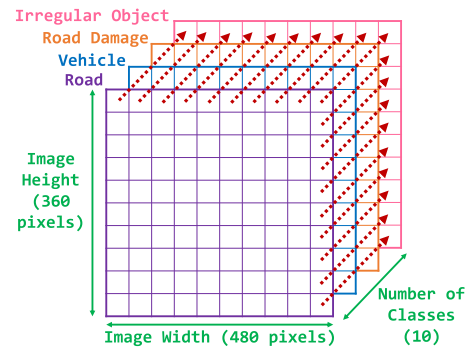 Irregular Object
Road Damage
Vehicle
Road
Image
Height
(360
pixels)
Image Width (480 pixels)
Number of
Classes
(10)